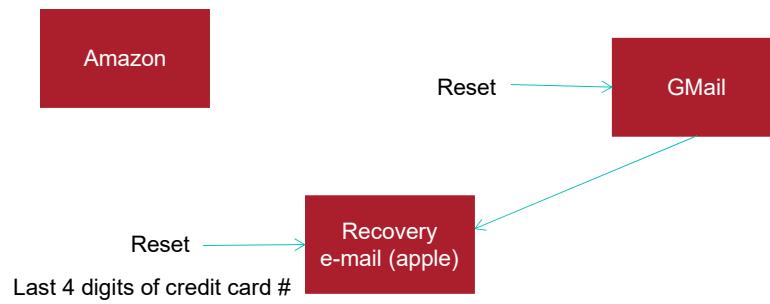 Amazon
Reset
GMail
Recovery
e-mail (apple)
Reset
Last 4 digits of credit card #